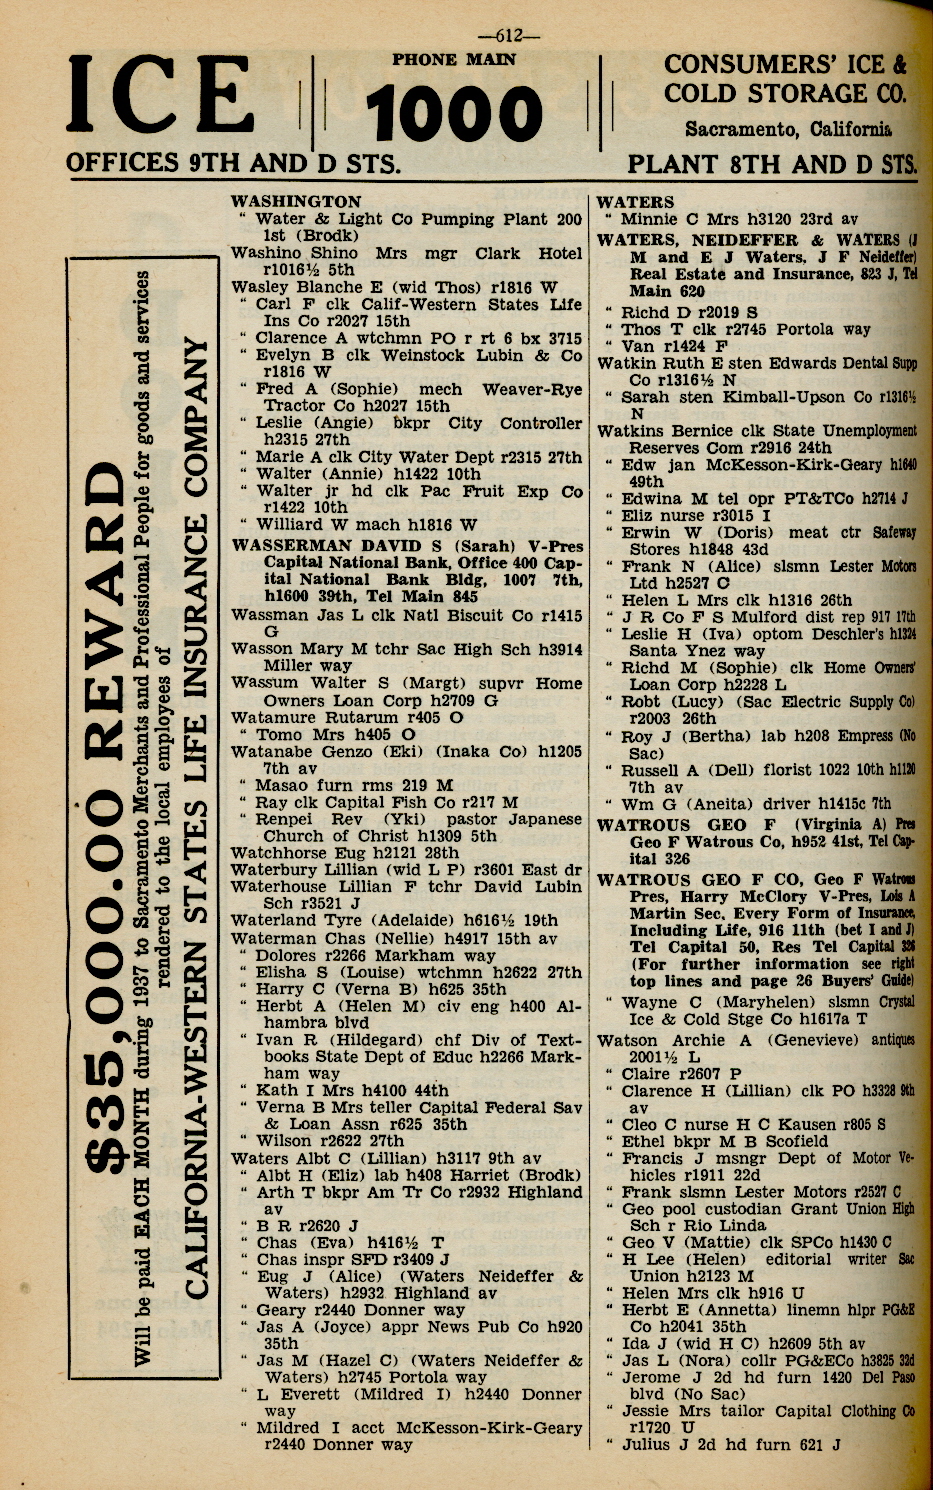 —612—
ICE
PHONE MAIN
1000
CONSUMERS' ICE &
COLD STORAGE CO.
Sacramento, California
OFFICES 9TH AND D STS.
PLANT 8TH AND D STS.
$35,000.00 REWARD
Will be paid EACH MONTH during 1937 to Sacramento Merchants and Professional People for goods and services
rendered to the local employees of
CALIFORNIA-WESTERN STATES LIFE INSURANCE COMPANY
WASHINGTON
" Water & Light Co Pumping Plant 200
1st (Brodk)
Washino Shino Mrs mgr Clark Hotel
r1016½ 5th
Wasley Blanche E (wid Thos) r1816 W
" Carl F clk Calif-Western States Life
Ins Co r2027 15th
" Clarence A wtchmn PO r rt 6 bx 3715
" Evelyn B clk Weinstock Lubin & Co
r1816 W
" Fred A (Sophie) mech Weaver-Rye
Tractor Co h2027 15th
" Leslie (Angie) bkpr City Controller
h2315 27th
" Marie A clk City Water Dept r2315 27th
" Walter (Annie) h1422 10th
" Walter jr hd clk Pac Fruit Exp Co
r1422 10th
" Williard W mach h1816 W
WASSERMAN DAVID S (Sarah) V-Pres
Capital National Bank, Office 400 Cap-
ital National Bank Bldg, 1007 7th,
h1600 39th, Tel Main 845
Wassman Jas L clk Natl Biscuit Co r1415
G
Wasson Mary M tchr Sac High Sch h3914
Miller way
Wassum Walter S (Margt) supvr Home
Owners Loan Corp h2709 G
Watamure Rutarum r405 O
" Tomo Mrs h405 O
Watanabe Genzo (Eki) (Inaka Co) h1205
7th av
" Masao furn rms 219 M
" Ray clk Capital Fish Co r217 M
" Renpei Rev (Yki) pastor Japanese
Church of Christ h1309 5th
Watchhorse Eug h2121 28th
Waterbury Lillian (wid L P) r3601 East dr
Waterhouse Lillian F tchr David Lubin
Sch r3521 J
Waterland Tyre (Adelaide) h616½ 19th
Waterman Chas (Nellie) h4917 15th av
" Dolores r2266 Markham way
" Elisha S (Louise) wtchmn h2622 27th
" Harry C (Verna B) h625 35th
" Herbt A (Helen M) civ eng h400 Al-
hambra blvd
" Ivan R (Hildegard) chf Div of Text-
books State Dept of Educ h2266 Mark-
ham way
" Kath I Mrs h4100 44th
" Verna B Mrs teller Capital Federal Sav
& Loan Assn r625 35th
" Wilson r2622 27th
Waters Albt C (Lillian) h3117 9th av
" Albt H (Eliz) lab h408 Harriet (Brodk)
" Arth T bkpr Am Tr Co r2932 Highland
av
" B R r2620 J
" Chas (Eva) h416½ T
" Chas inspr SFD r3409 J
" Eug J (Alice) (Waters Neideffer &
Waters) h2932 Highland av
" Geary r2440 Donner way
" Jas A (Joyce) appr News Pub Co h920
35th
" Jas M (Hazel C) (Waters Neideffer &
Waters) h2745 Portola way
" L Everett (Mildred I) h2440 Donner
way
" Mildred I acct McKesson-Kirk-Geary
r2440 Donner way
WATERS
" Minnie C Mrs h3120 23rd av
WATERS, NEIDEFFER & WATERS (J
M and E J Waters, J F Neideffer)
Real Estate and Insurance, 823 J, Tel
Main 620
" Richd D r2019 S
" Thos T clk r2745 Portola way
" Van r1424 F
Watkin Ruth E sten Edwards Dental Supp
Co r1316½ N
" Sarah sten Kimball-Upson Co r1316½
N
Watkins Bernice clk State Unemployment
Reserves Com r2916 24th
" Edw jan McKesson-Kirk-Geary h1640
49th
" Edwina M tel opr PT&TCo h2714 J
" Eliz nurse r3015 I
" Erwin W (Doris) meat ctr Safeway
Stores h1848 43d
" Frank N (Alice) slsmn Lester Motors
Ltd h2527 C
" Helen L Mrs clk h1316 26th
" J R Co F S Mulford dist rep 917 17th
" Leslie H (Iva) optom Deschler's h1324
Santa Ynez way
" Richd M (Sophie) clk Home Owners'
Loan Corp h2228 L
" Robt (Lucy) (Sac Electric Supply Co)
r2003 26th
" Roy J (Bertha) lab h208 Empress (No
Sac)
" Russell A (Dell) florist 1022 10th h1120
7th av
" Wm G (Aneita) driver h1415c 7th
WATROUS GEO F (Virginia A) Pres
Geo F Watrous Co, h952 41st, Tel Cap-
ital 326
WATROUS GEO F CO, Geo F Watrous
Pres, Harry McClory V-Pres, Lois A
Martin Sec, Every Form of Insurance,
Including Life, 916 11th (bet I and J)
Tel Capital 50, Res Tel Capital 326
(For further information see right
top lines and page 26 Buyers' Guide)
" Wayne C (Maryhelen) slsmn Crystal
Ice & Cold Stge Co h1617a T
Watson Archie A (Genevieve) antiques
2001½ L
" Claire r2607 P
" Clarence H (Lillian) clk PO h3328 9th
av
" Cleo C nurse H C Kausen r805 S
" Ethel bkpr M B Scofield
" Francis J msngr Dept of Motor Ve-
hicles r1911 22d
" Frank slsmn Lester Motors r2527 C
" Geo pool custodian Grant Union High
Sch r Rio Linda
" Geo V (Mattie) clk SPCo h1430 C
" H Lee (Helen) editorial writer Sac
Union h2123 M
" Helen Mrs clk h916 U
" Herbt E (Annetta) linemn hlpr PG&E
Co h2041 35th
" Ida J (wid H C) h2609 5th av
" Jas L (Nora) collr PG&ECo h3825 32d
" Jerome J 2d hd furn 1420 Del Paso
blvd (No Sac)
" Jessie Mrs tailor Capital Clothing Co
r1720 U
" Julius J 2d hd furn 621 J